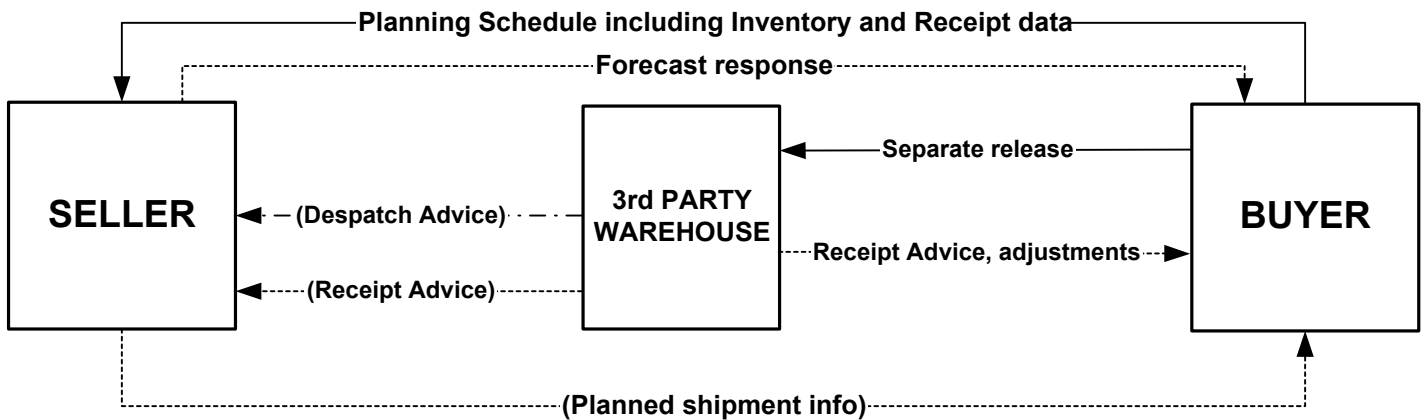 Planning Schedule including Inventory and Receipt data
Forecast response
Separate release
SELLER
(Despatch Advice)
3rd PARTY
WAREHOUSE
BUYER
Receipt Advice, adjustments
(Receipt Advice)
(Planned shipment info)